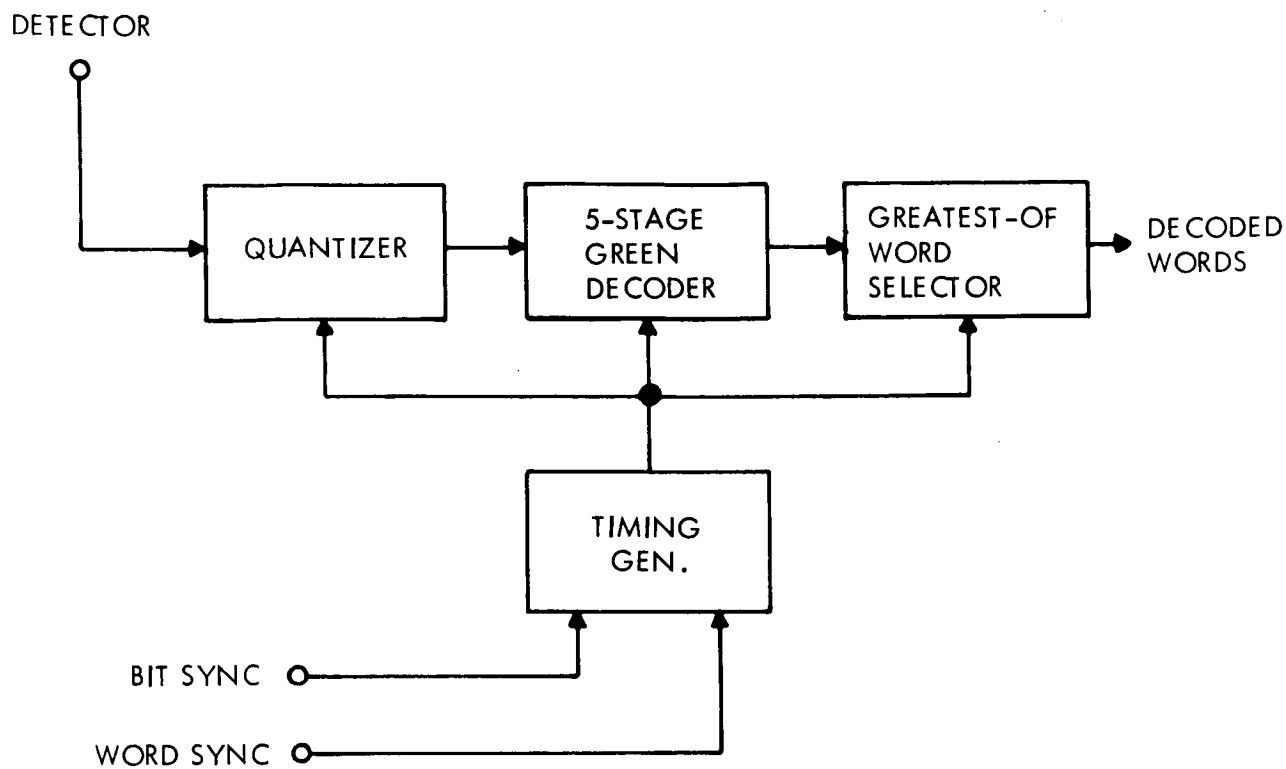 DETECTOR
QUANTIZER
5-STAGE
GREEN
DECODER
GREATEST-OF
WORD
SELECTOR
DECODED
WORDS
TIMING
GEN.
BIT SYNC
WORD SYNC